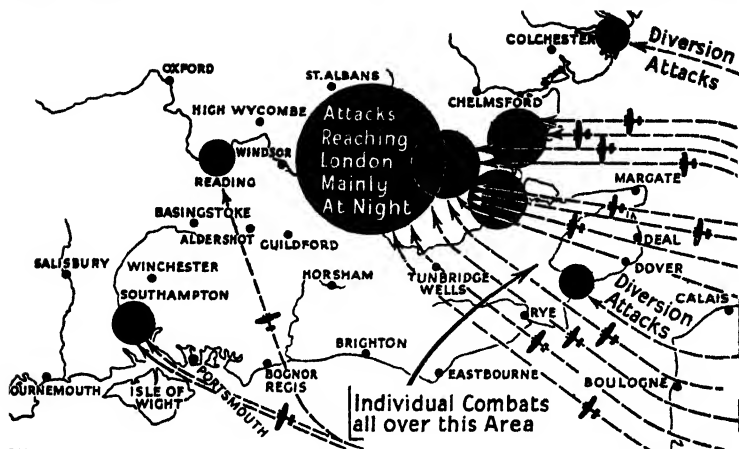 COLCHESTER
Diversion
Attacks
OXFORD
ST. ALBANS
CHELMSFORD
HIGH WYCOMBE
Attacks
Reaching
London
Mainly
At Night
WINDSOR
READING
MARGATE
BASINGSTOKE
ALDERSHOT
GUILDFORD
DEAL
DOVER
SALISBURY
WINCHESTER
HORSHAM
TUNBRIDGE
WELLS
Diversion
Attacks
CALAIS
SOUTHAMPTON
RYE
BRIGHTON
PORTSMOUTH
BOGNOR
REGIS
EASTBOURNE
BOULOGNE
OURNEMOUTH
ISLE OF
WIGHT
Individual Combats
all over this Area